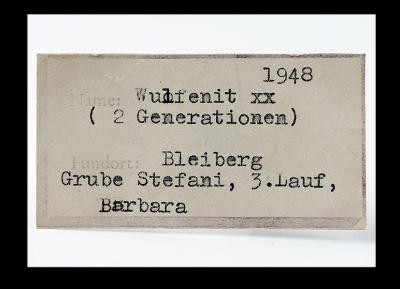 1948
Name: Wulfenit xx
( 2 Generationen)
Fundort: Bleiberg
Grube Stefani, 3.Lauf,
Barbara